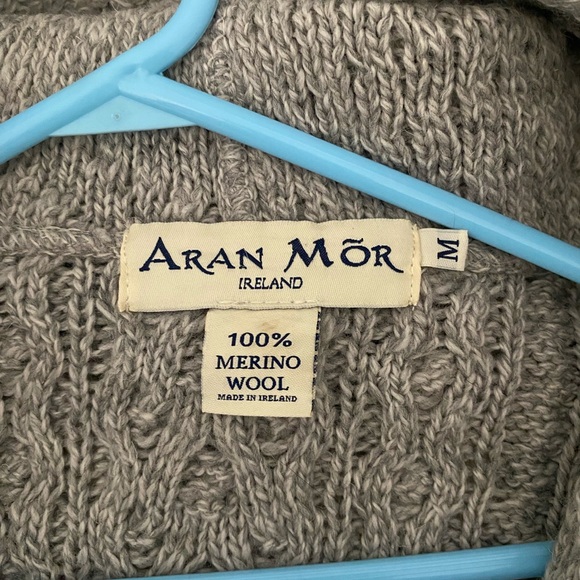 ARAN MÕR
IRELAND
M
100%
MERINO
WOOL
MADE IN IRELAND